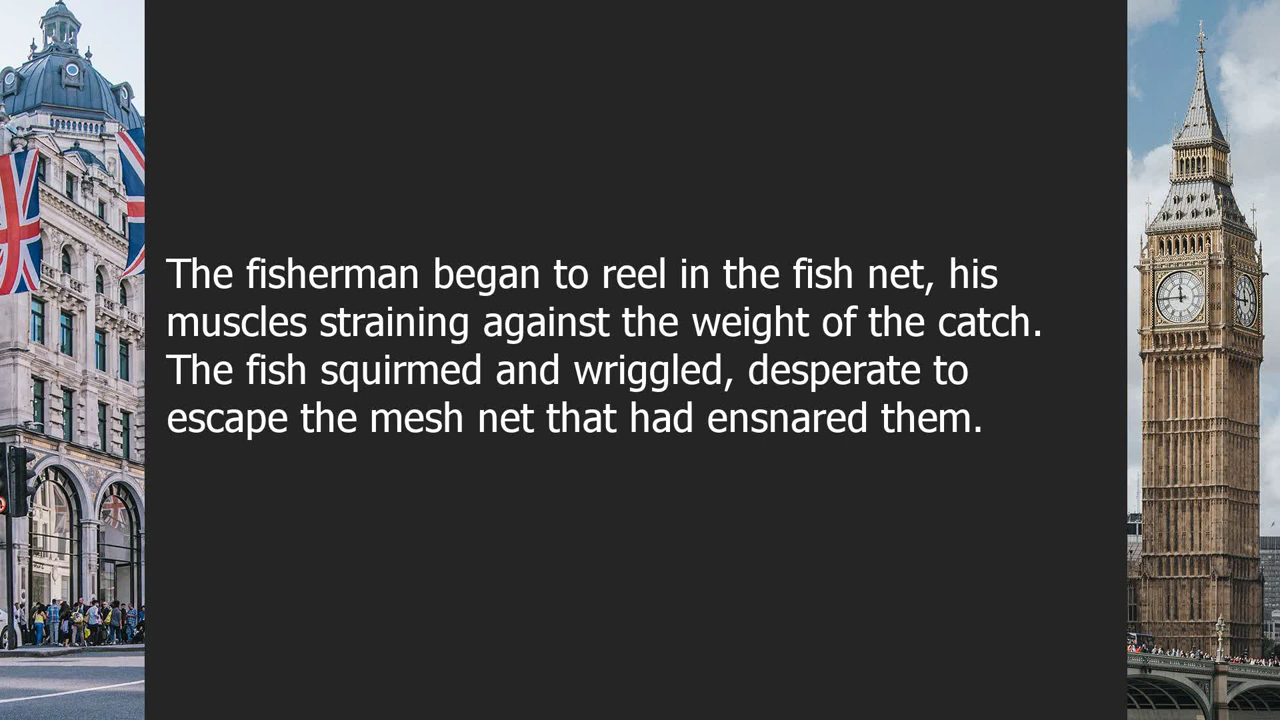 The fisherman began to reel in the fish net, his
muscles straining against the weight of the catch.
The fish squirmed and wriggled, desperate to
escape the mesh net that had ensnared them.